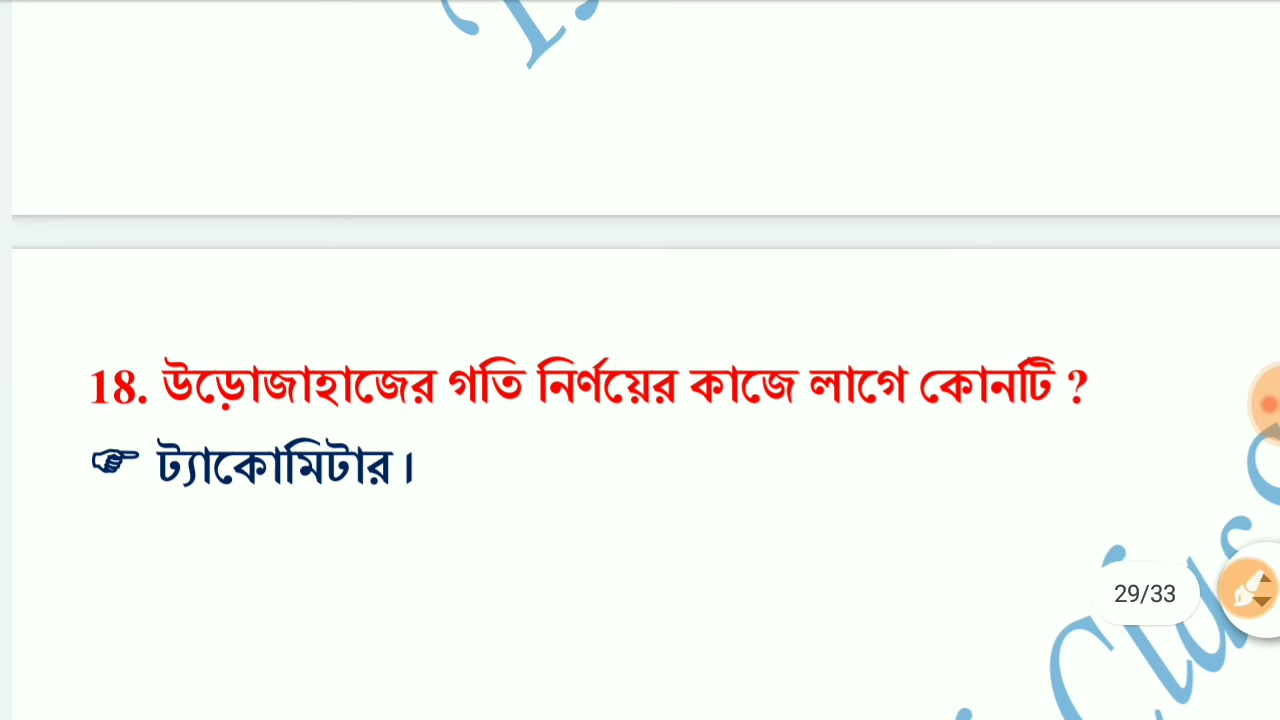 18. উড়োজাহাজের গতি নির্ণয়ের কাজে লাগে কোনটি ?
☞ ট্যাকোমিটার।
29/33